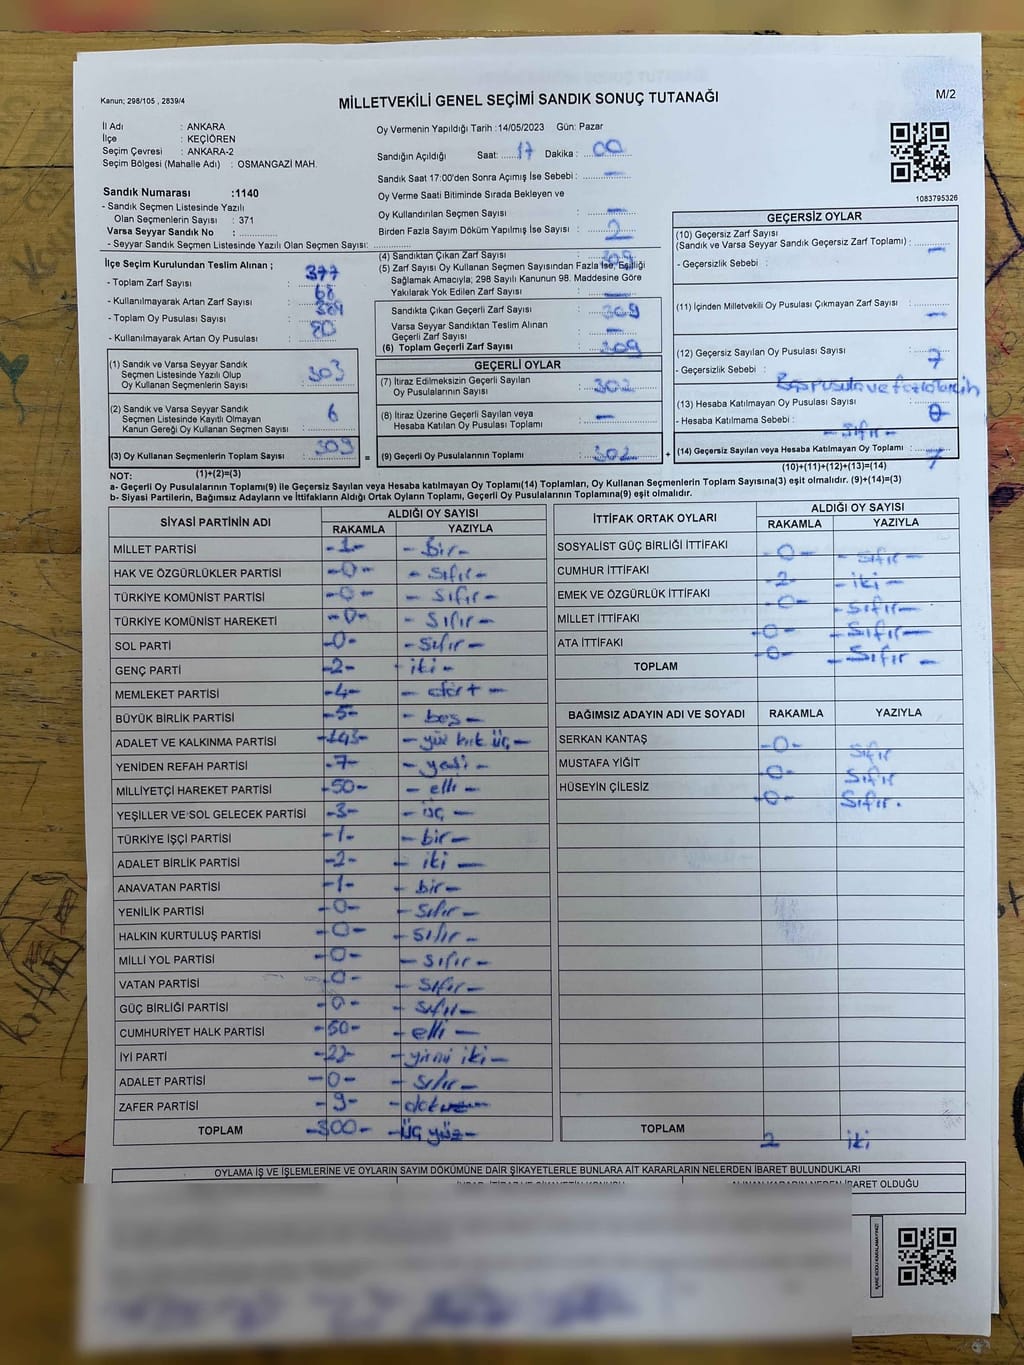 Kanun; 298/105 , 2839/4
MİLLETVEKİLİ GENEL SEÇİMİ SANDIK SONUÇ TUTANAĞI
M/2
İl Adı : ANKARA
İlçe : KEÇİÖREN
Seçim Çevresi : ANKARA-2
Seçim Bölgesi (Mahalle Adı) : OSMANGAZİ MAH.
Sandık Numarası :1140
- Sandık Seçmen Listesinde Yazılı
Olan Seçmenlerin Sayısı : 371
Varsa Seyyar Sandık No :
- Seyyar Sandık Seçmen Listesinde Yazılı Olan Seçmen Sayısı:
İlçe Seçim Kurulundan Teslim Alınan ;
- Toplam Zarf Sayısı : 377
- Kullanılmayarak Artan Zarf Sayısı : 68
- Toplam Oy Pusulası Sayısı : 389
- Kullanılmayarak Artan Oy Pusulası : 80
(1) Sandık ve Varsa Seyyar Sandık
Seçmen Listesinde Yazılı Olup
Oy Kullanan Seçmenlerin Sayısı : 303
(2) Sandık ve Varsa Seyyar Sandık
Seçmen Listesinde Kayıtlı Olmayan
Kanun Gereği Oy Kullanan Seçmen Sayısı : 6
(3) Oy Kullanan Seçmenlerin Toplam Sayısı : 309
(1)+(2)=(3)
Oy Vermenin Yapıldığı Tarih :14/05/2023 Gün: Pazar
Sandığın Açıldığı Saat: 17 Dakika : 00
Sandık Saat 17:00'den Sonra Açımış İse Sebebi : -
Oy Verme Saati Bitiminde Sırada Bekleyen ve
Oy Kullandırılan Seçmen Sayısı : -
Birden Fazla Sayım Döküm Yapılmış İse Sayısı : 2
(4) Sandıktan Çıkan Zarf Sayısı : 309
(5) Zarf Sayısı Oy Kullanan Seçmen Sayısından Fazla İse, Eşitliği
Sağlamak Amacıyla; 298 Sayılı Kanunun 98. Maddesine Göre
Yakılarak Yok Edilen Zarf Sayısı : -
Sandıkta Çıkan Geçerli Zarf Sayısı : 309
Varsa Seyyar Sandıktan Teslim Alınan
Geçerli Zarf Sayısı : -
(6) Toplam Geçerli Zarf Sayısı : 309
GEÇERLİ OYLAR
(7) İtiraz Edilmeksizin Geçerli Sayılan
Oy Pusulalarının Sayısı : 302
(8) İtiraz Üzerine Geçerli Sayılan veya
Hesaba Katılan Oy Pusulası Toplamı : -
= (9) Geçerli Oy Pusulalarının Toplamı : 302 +
1083795326
GEÇERSİZ OYLAR
(10) Geçersiz Zarf Sayısı
(Sandık ve Varsa Seyyar Sandık Geçersiz Zarf Toplamı) : -
- Geçersizlik Sebebi :
(11) İçinden Milletvekili Oy Pusulası Çıkmayan Zarf Sayısı : -
(12) Geçersiz Sayılan Oy Pusulası Sayısı : 7
- Geçersizlik Sebebi : Boş pusula ve fazla tercih
(13) Hesaba Katılmayan Oy Pusulası Sayısı : 0
- Hesaba Katılmama Sebebi : - Sıfır -
(14) Geçersiz Sayılan veya Hesaba Katılmayan Oy Toplamı : 7
(10)+(11)+(12)+(13)=(14)
NOT:
a- Geçerli Oy Pusulalarının Toplamı(9) ile Geçersiz Sayılan veya Hesaba katılmayan Oy Toplamı(14) Toplamları, Oy Kullanan Seçmenlerin Toplam Sayısına(3) eşit olmalıdır. (9)+(14)=(3)
b- Siyasi Partilerin, Bağımsız Adayların ve İttifakların Aldığı Ortak Oyların Toplamı, Geçerli Oy Pusulalarının Toplamına(9) eşit olmalıdır.
SİYASİ PARTİNİN ADI ALDIĞI OY SAYISI
RAKAMLA YAZIYLA
MİLLET PARTİSİ -1- - bir -
HAK VE ÖZGÜRLÜKLER PARTİSİ -0- - Sıfır -
TÜRKİYE KOMÜNİST PARTİSİ -0- - Sıfır -
TÜRKİYE KOMÜNİST HAREKETİ -0- - Sıfır -
SOL PARTİ -0- - Sıfır -
GENÇ PARTİ -2- - iki -
MEMLEKET PARTİSİ -4- - dört -
BÜYÜK BİRLİK PARTİSİ -5- - beş -
ADALET VE KALKINMA PARTİSİ -143- - yüz kırk üç -
YENİDEN REFAH PARTİSİ -7- - yedi -
MİLLİYETÇİ HAREKET PARTİSİ -50- - elli -
YEŞİLLER VE SOL GELECEK PARTİSİ -3- - üç -
TÜRKİYE İŞÇİ PARTİSİ -1- - bir -
ADALET BİRLİK PARTİSİ -2- - iki -
ANAVATAN PARTİSİ -1- - bir -
YENİLİK PARTİSİ -0- - Sıfır -
HALKIN KURTULUŞ PARTİSİ -0- - sıfır -
MİLLİ YOL PARTİSİ -0- - sıfır -
VATAN PARTİSİ -0- - sıfır -
GÜÇ BİRLİĞİ PARTİSİ -0- - sıfır -
CUMHURİYET HALK PARTİSİ -50- - elli -
İYİ PARTİ -22- - yirmi iki -
ADALET PARTİSİ -0- - sıfır -
ZAFER PARTİSİ -9- - dokuz -
TOPLAM -300- - üç yüz -
İTTİFAK ORTAK OYLARI ALDIĞI OY SAYISI
RAKAMLA YAZIYLA
SOSYALİST GÜÇ BİRLİĞİ İTTİFAKI -0- - sıfır -
CUMHUR İTTİFAKI -2- - iki -
EMEK VE ÖZGÜRLÜK İTTİFAKI -0- - sıfır -
MİLLET İTTİFAKI -0- - Sıfır -
ATA İTTİFAKI -0- - Sıfır -
TOPLAM
BAĞIMSIZ ADAYIN ADI VE SOYADI RAKAMLA YAZIYLA
SERKAN KANTAŞ -0- Sıfır
MUSTAFA YİĞİT -0- Sıfır
HÜSEYİN ÇİLESİZ -0- Sıfır.
TOPLAM 2 iki
OYLAMA İŞ VE İŞLEMLERİNE VE OYLARIN SAYIM DÖKÜMÜNE DAİR ŞİKAYETLERLE BUNLARA AİT KARARLARIN NELERDEN İBARET BULUNDUKLARI
ALINAN KARARIN NEDEN İBARET OLDUĞU